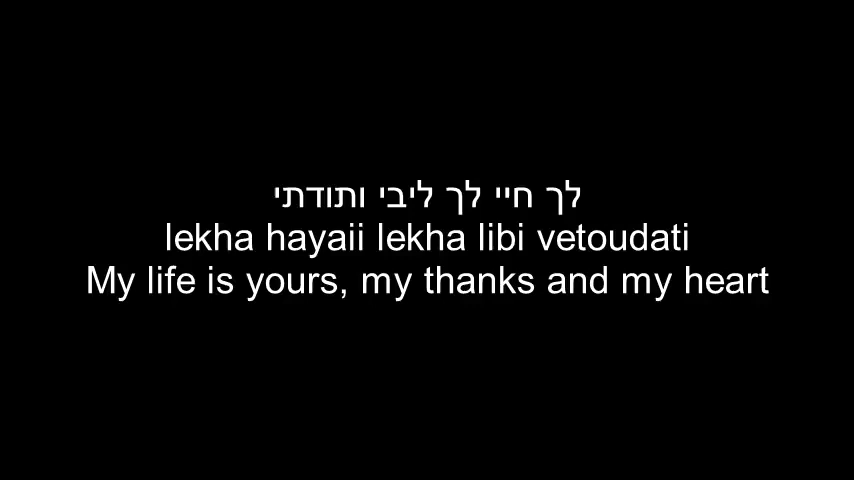 לך חיי לך ליבי ותודתי
lekha hayaii lekha libi vetoudati
My life is yours, my thanks and my heart